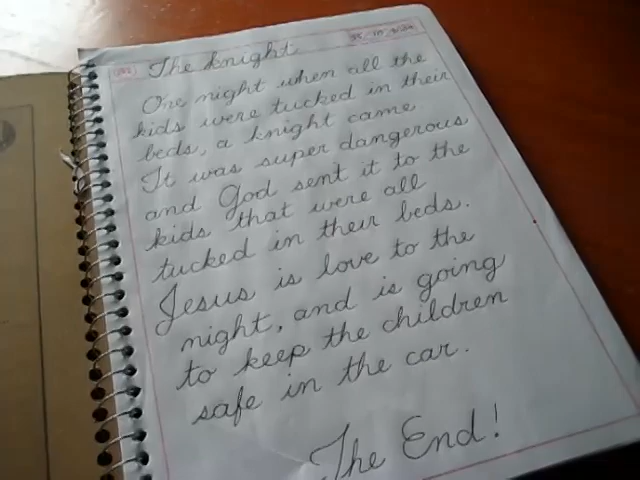 The Knight
One night when all the
kids were tucked in their
beds, a knight came.
It was super dangerous
and God sent it to the
kids that were all
tucked in their beds.
Jesus is love to the
night, and is going
to keep the children
safe in the car.
The End!